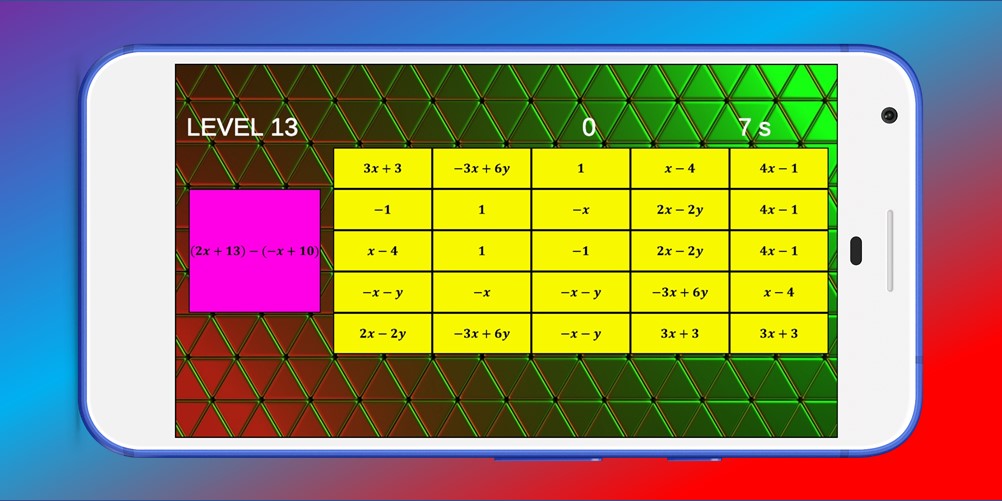 LEVEL 13 0 7 s
3x + 3 −3x + 6y 1 x − 4 4x − 1
−1 1 −x 2x − 2y 4x − 1
(2x + 13) − (−x + 10) x − 4 1 −1 2x − 2y 4x − 1
−x − y −x −x − y −3x + 6y x − 4
2x − 2y −3x + 6y −x − y 3x + 3 3x + 3